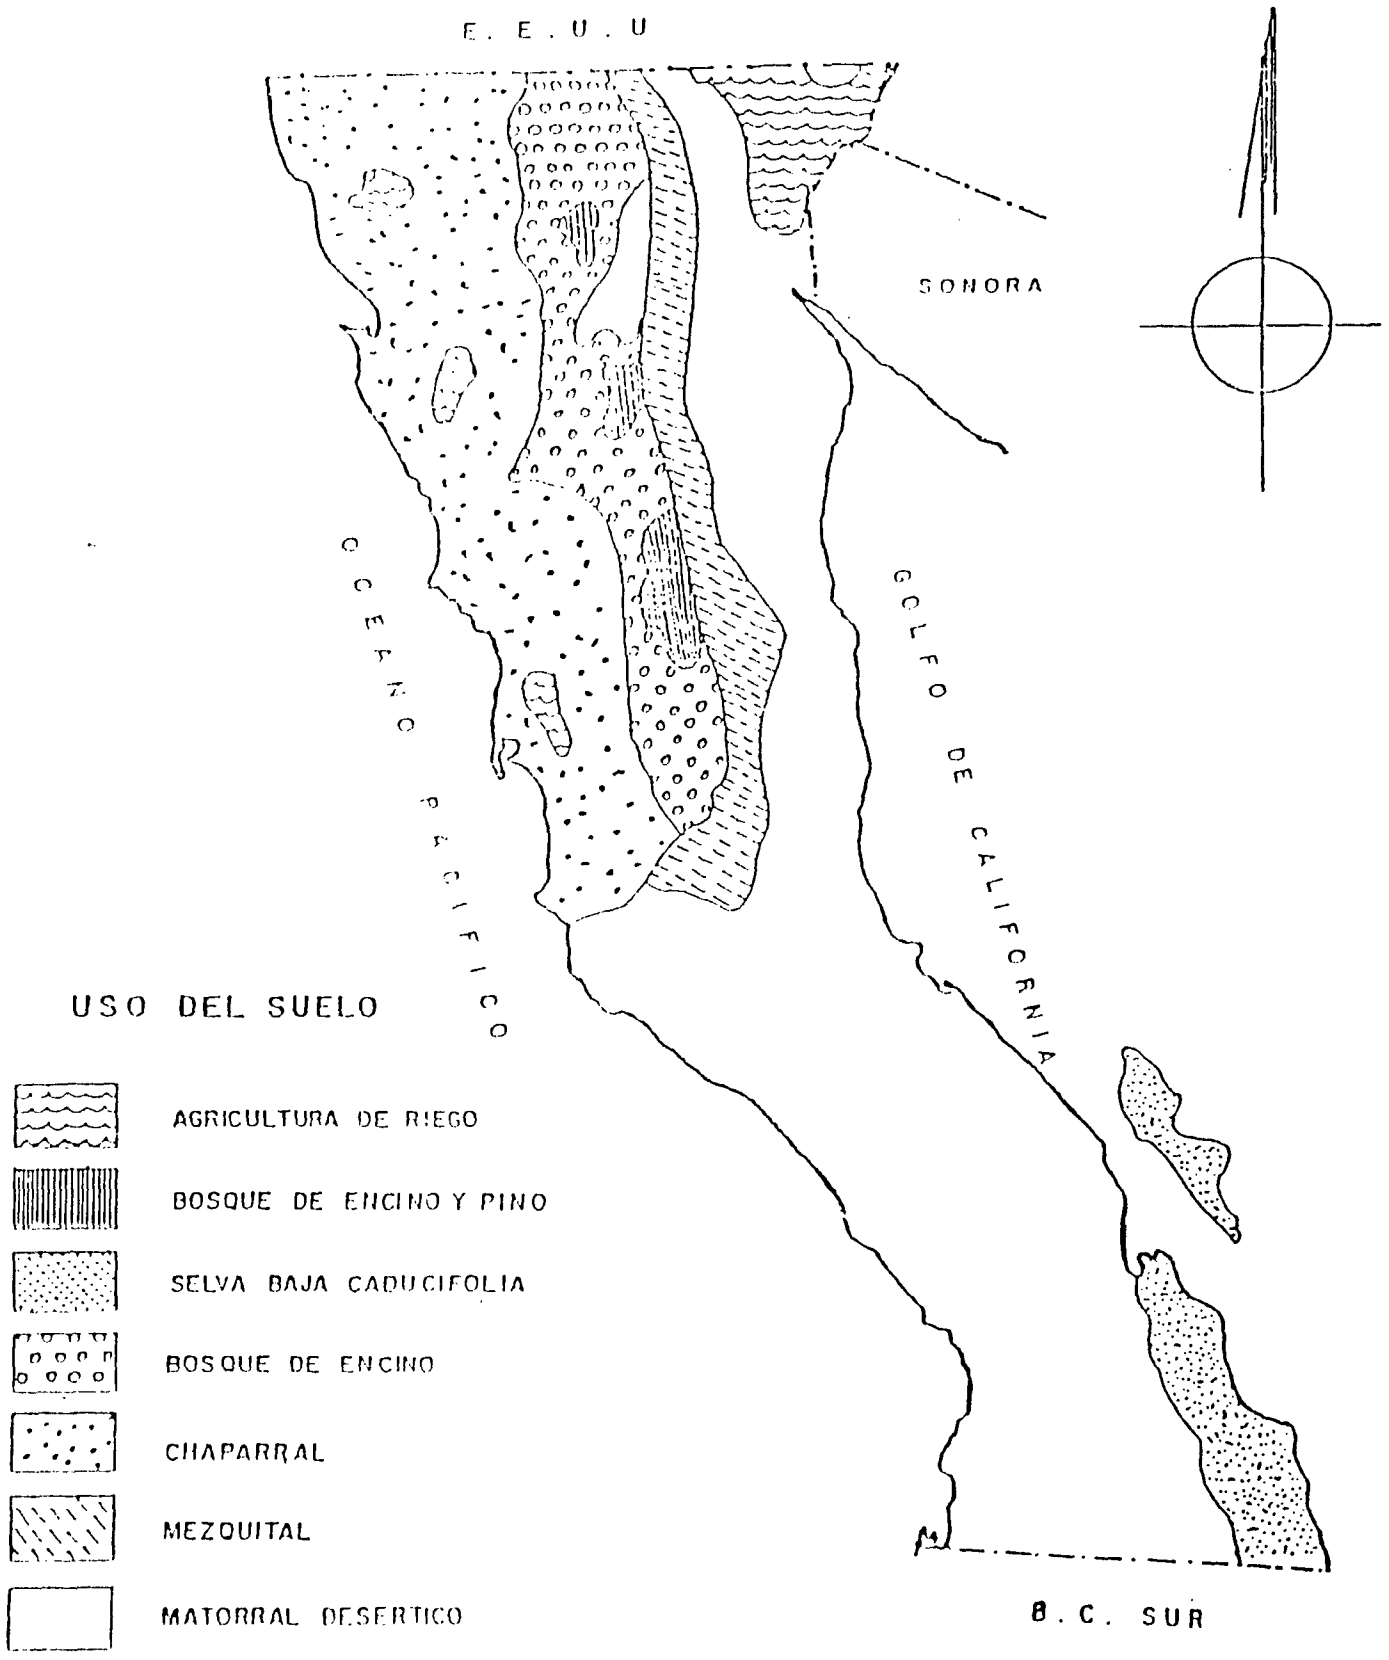 E. E. U. U
SONORA
OCEANO PACIFICO
GOLFO DE CALIFORNIA
USO DEL SUELO
AGRICULTURA DE RIEGO
BOSQUE DE ENCINO Y PINO
SELVA BAJA CADUCIFOLIA
BOSQUE DE ENCINO
CHAPARRAL
MEZQUITAL
MATORRAL DESERTICO
B. C. SUR